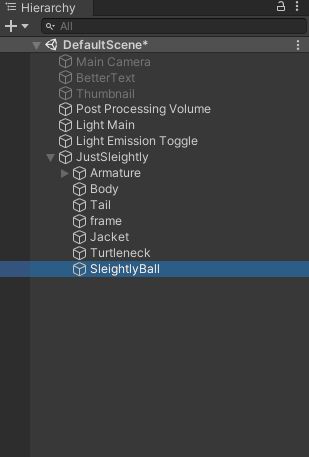 Hierarchy
All
DefaultScene*
Main Camera
BetterText
Thumbnail
Post Processing Volume
Light Main
Light Emission Toggle
JustSleightly
Armature
Body
Tail
frame
Jacket
Turtleneck
SleightlyBall